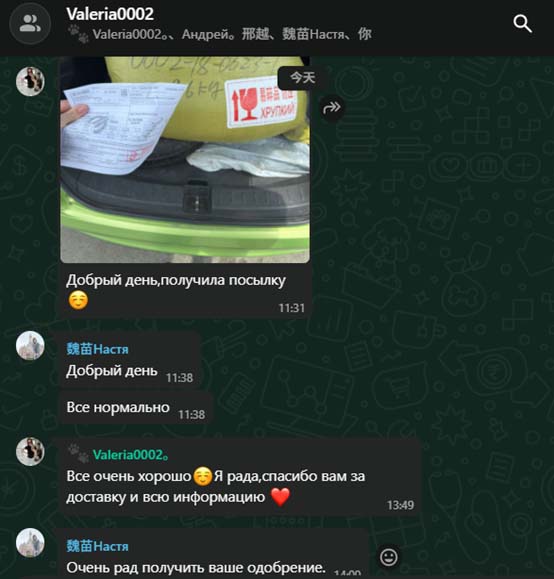 Valeria0002
🐾 Valeria0002。、Андрей。邢越、魏苗Настя、你
今天
0002-18-0623-1
6kg
易碎品
ХРУПКИЙ
Добрый день,получила посылку
☺️
11:31
魏苗Настя
Добрый день
11:38
Все нормально
11:38
🐾 Valeria0002。
Все очень хорошо☺️Я рада,спасибо вам за
доставку и всю информацию ❤️
13:49
魏苗Настя
Очень рад получить ваше одобрение.
14:00